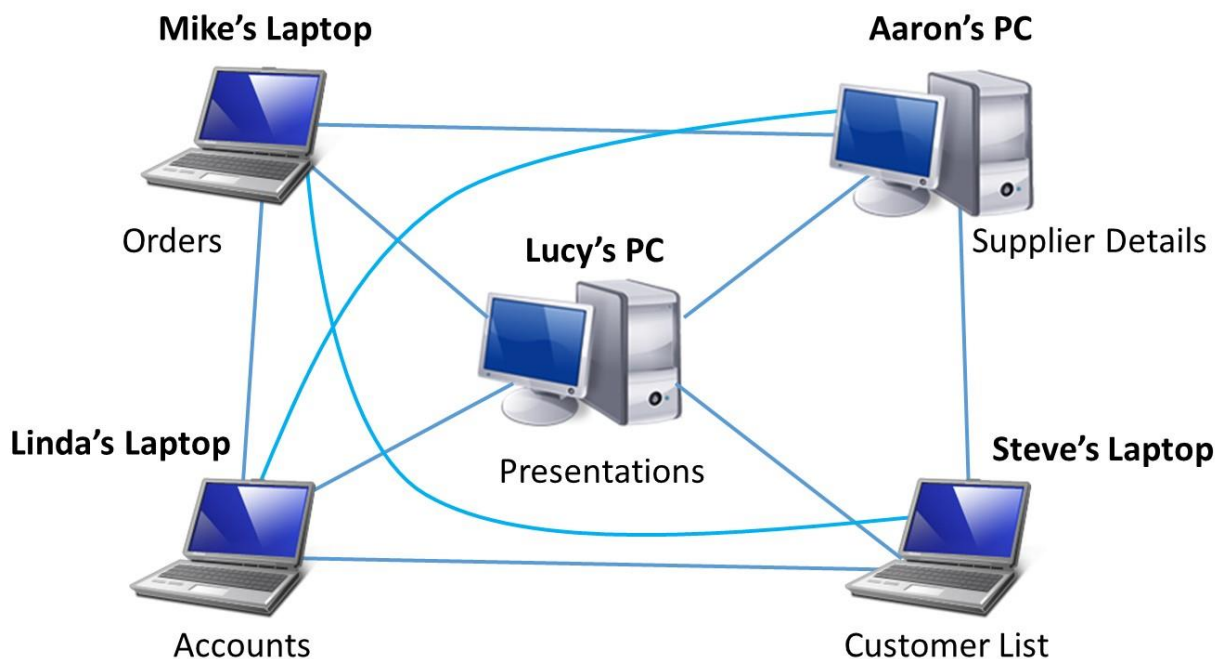 Mike’s Laptop
Aaron’s PC
Orders
Supplier Details
Lucy’s PC
Presentations
Linda’s Laptop
Steve’s Laptop
Accounts
Customer List